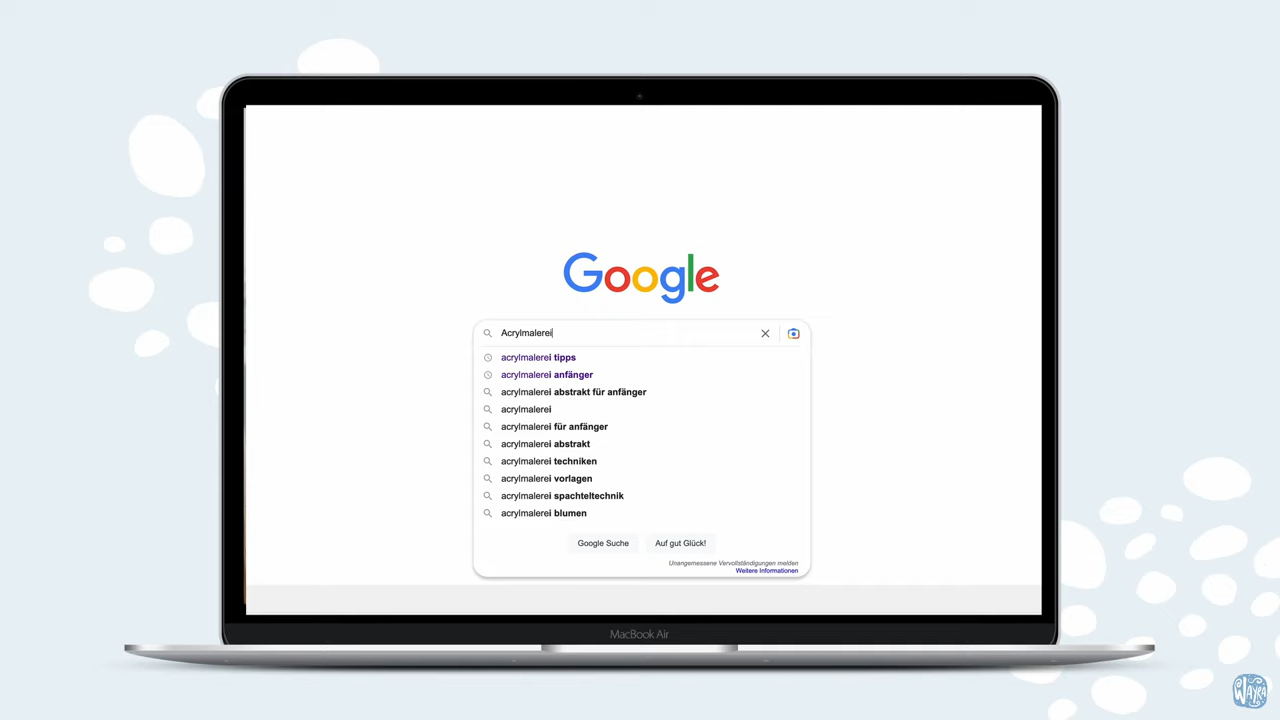 Google
Acrylmalerei
acrylmalerei tipps
acrylmalerei anfänger
acrylmalerei abstrakt für anfänger
acrylmalerei
acrylmalerei für anfänger
acrylmalerei abstrakt
acrylmalerei techniken
acrylmalerei vorlagen
acrylmalerei spachteltechnik
acrylmalerei blumen
Google Suche Auf gut Glück!
Unangemessene Vervollständigungen melden
Weitere Informationen
MacBook Air
WAYRA